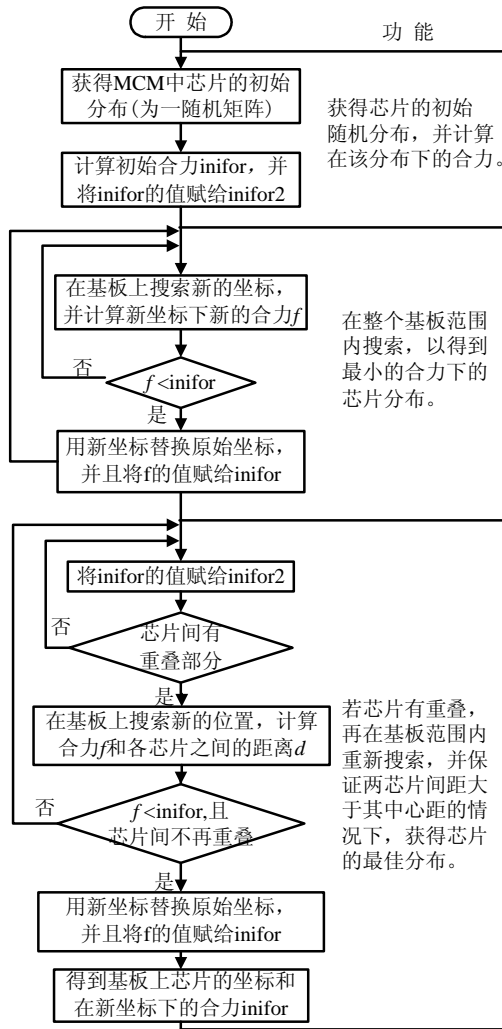 开 始
功 能
获得MCM中芯片的初始
分布(为一随机矩阵)
计算初始合力inifor，并
将inifor的值赋给inifor2
获得芯片的初始
随机分布，并计算
在该分布下的合力。
在基板上搜索新的坐标，
并计算新坐标下新的合力f
否
f<inifor
是
用新坐标替换原始坐标，
并且将f的值赋给inifor
在整个基板范围
内搜索，以得到
最小的合力下的
芯片分布。
将inifor的值赋给inifor2
否
芯片间有
重叠部分
是
在基板上搜索新的位置，计算
合力f和各芯片之间的距离d
否
f<inifor,且
芯片间不再重叠
是
用新坐标替换原始坐标，
并且将f的值赋给inifor
得到基板上芯片的坐标和
在新坐标下的合力inifor
若芯片有重叠，
再在基板范围内
重新搜索，并保
证两芯片间距大
于其中心距的情
况下，获得芯片
的最佳分布。